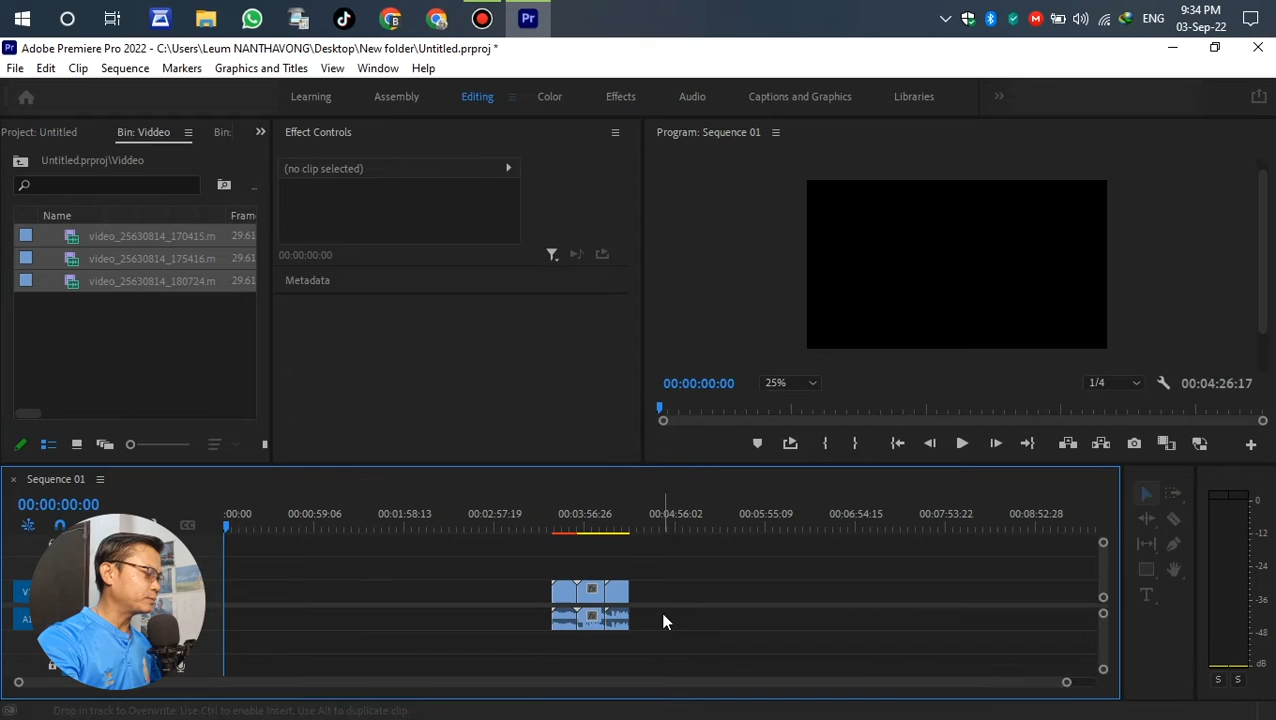 9:34 PM
ENG
03-Sep-22
Adobe Premiere Pro 2022 - C:\Users\Leum NANTHAVONG\Desktop\New folder\Untitled.prproj *
File Edit Clip Sequence Markers Graphics and Titles View Window Help
Learning Assembly Editing Color Effects Audio Captions and Graphics Libraries
Project: Untitled Bin: Viddeo Bin:
Effect Controls
Program: Sequence 01
Untitled.prproj\Viddeo
(no clip selected)
Name Fram
video_25630814_170415.m 29.61
video_25630814_175416.m 29.61
video_25630814_180724.m 29.61
00:00:00:00
Metadata
00:00:00:00 25% 1/4 00:04:26:17
Sequence 01
00:00:00:00
:00:00 00:00:59:06 00:01:58:13 00:02:57:19 00:03:56:26 00:04:56:02 00:05:55:09 00:06:54:15 00:07:53:22 00:08:52:28
V
A1
fx
fx
0
-12
-24
-36
-48
dB
S S
Drop in track to Overwrite. Use Ctrl to enable Insert. Use Alt to duplicate clip.